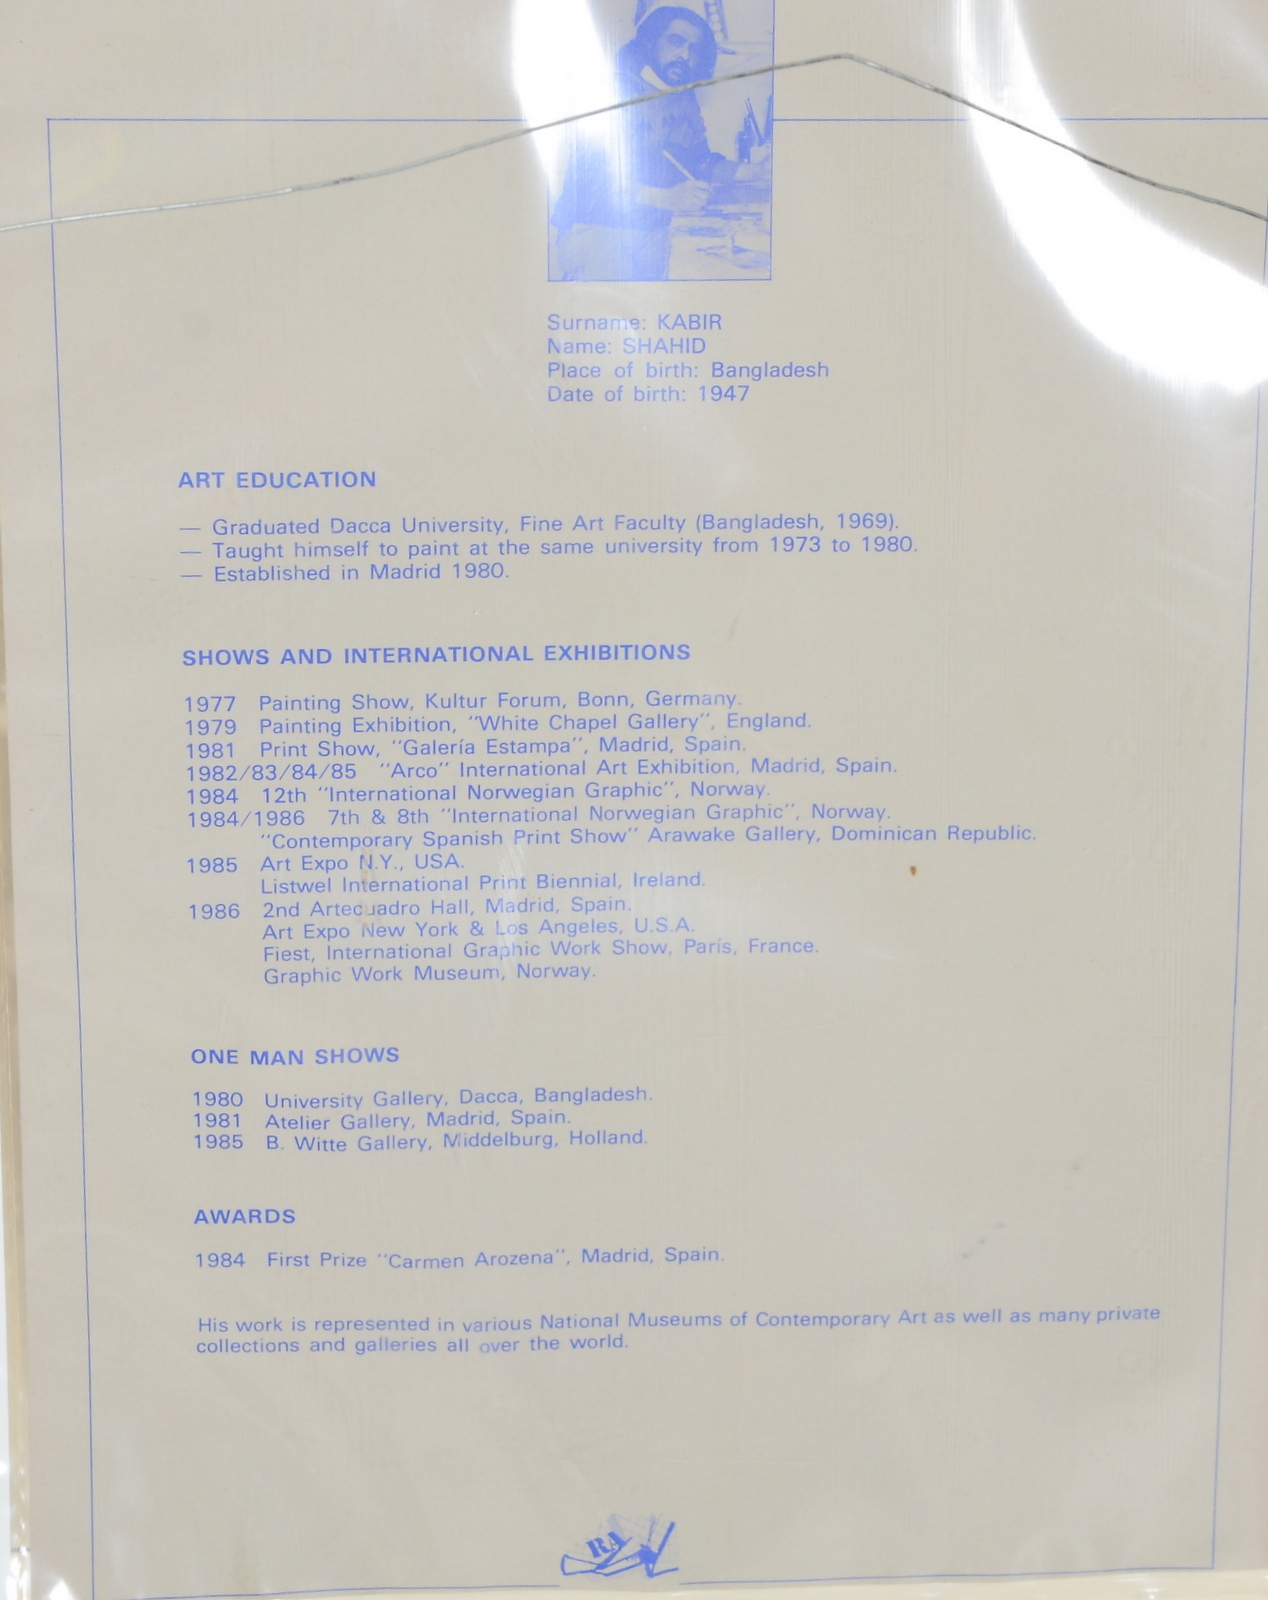 Surname: KABIR
Name: SHAHID
Place of birth: Bangladesh
Date of birth: 1947
ART EDUCATION
— Graduated Dacca University, Fine Art Faculty (Bangladesh, 1969).
— Taught himself to paint at the same university from 1973 to 1980.
— Established in Madrid 1980.
SHOWS AND INTERNATIONAL EXHIBITIONS
1977 Painting Show, Kultur Forum, Bonn, Germany.
1979 Painting Exhibition, "White Chapel Gallery", England.
1981 Print Show, "Galería Estampa", Madrid, Spain.
1982/83/84/85 "Arco" International Art Exhibition, Madrid, Spain.
1984 12th "International Norwegian Graphic", Norway.
1984/1986 7th & 8th "International Norwegian Graphic", Norway.
"Contemporary Spanish Print Show" Arawake Gallery, Dominican Republic.
1985 Art Expo N.Y., USA.
Listwel International Print Biennial, Ireland.
1986 2nd Artecuadro Hall, Madrid, Spain.
Art Expo New York & Los Angeles, U.S.A.
Fiest, International Graphic Work Show, París, France.
Graphic Work Museum, Norway.
ONE MAN SHOWS
1980 University Gallery, Dacca, Bangladesh.
1981 Atelier Gallery, Madrid, Spain.
1985 B. Witte Gallery, Middelburg, Holland.
AWARDS
1984 First Prize "Carmen Arozena", Madrid, Spain.
His work is represented in various National Museums of Contemporary Art as well as many private
collections and galleries all over the world.
RA